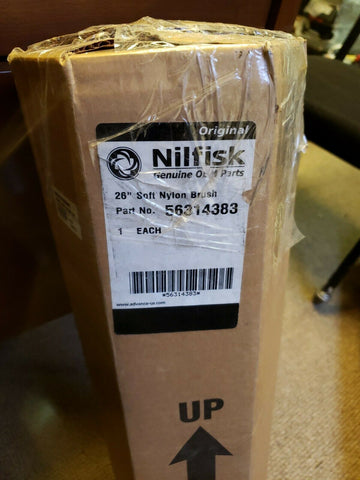 Original
Nilfisk
Genuine OEM Parts
26" Soft Nylon Brush
Part No. 56314383
1 EACH
*56314383*
www.advance-us.com
UP